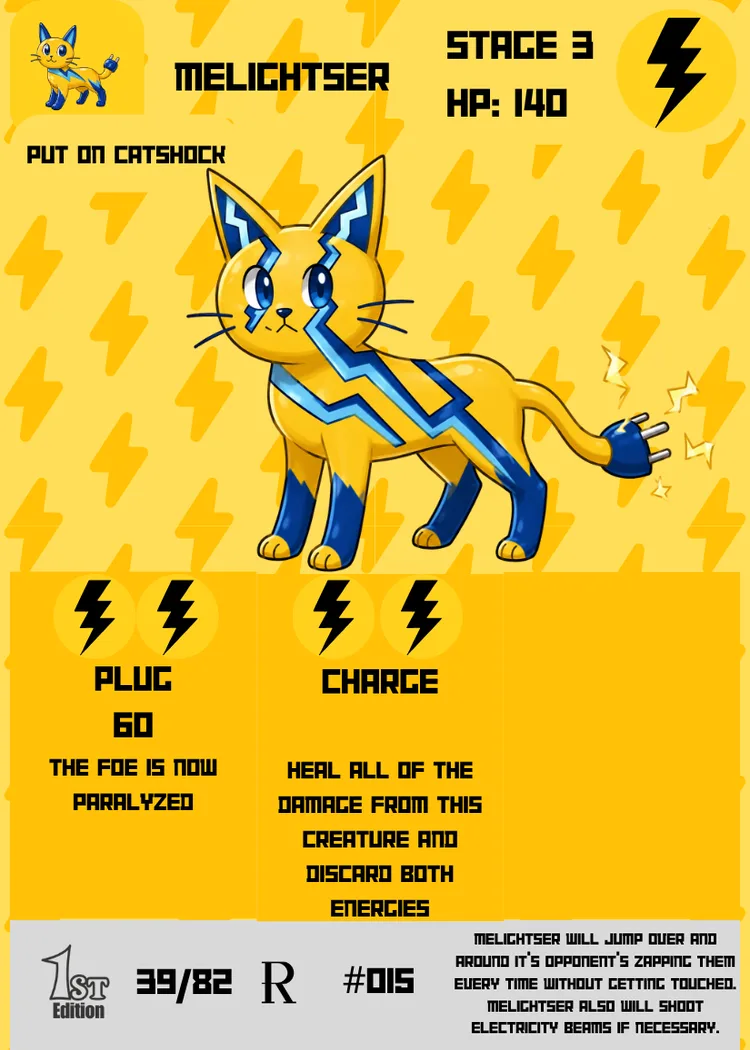 MELIGHTSER
STAGE 3
HP: 140
PUT ON CATSHOCK
PLUG
60
THE FOE IS NOW
PARALYZED
CHARGE
HEAL ALL OF THE
DAMAGE FROM THIS
CREATURE AND
DISCARD BOTH
ENERGIES
1ST
Edition
39/82
R
#015
MELIGHTSER WILL JUMP OVER AND
AROUND IT'S OPPONENT'S ZAPPING THEM
EVERY TIME WITHOUT GETTING TOUCHED.
MELIGHTSER ALSO WILL SHOOT
ELECTRICITY BEAMS IF NECESSARY.